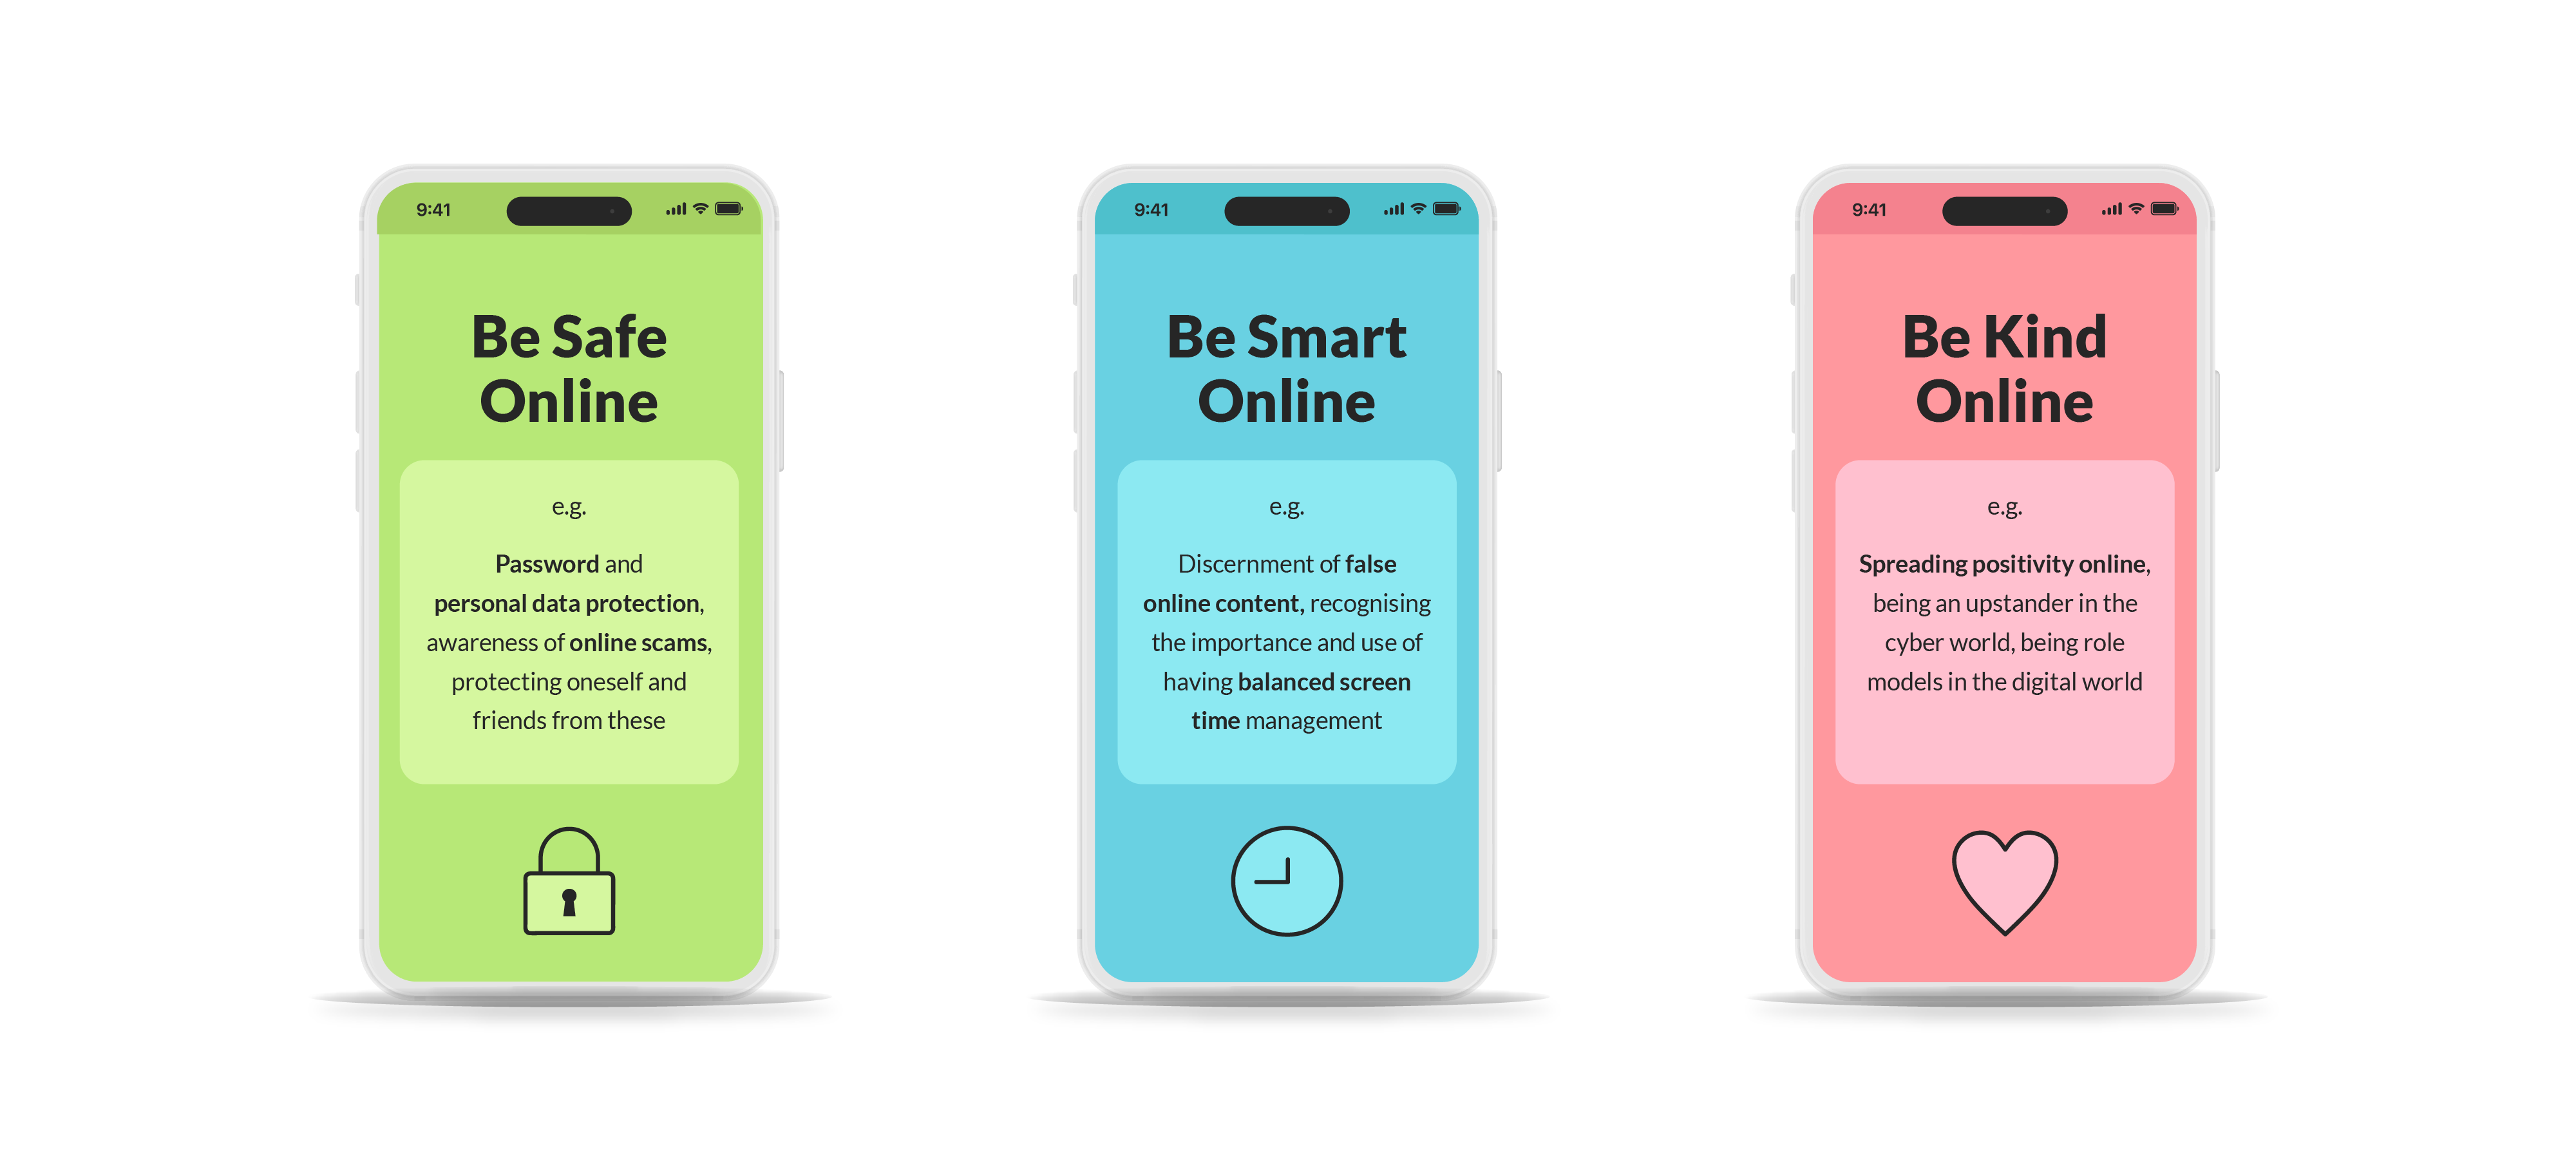 9:41
Be Safe
Online
e.g.
Password and
personal data protection,
awareness of online scams,
protecting oneself and
friends from these
9:41
Be Smart
Online
e.g.
Discernment of false
online content, recognising
the importance and use of
having balanced screen
time management
9:41
Be Kind
Online
e.g.
Spreading positivity online,
being an upstander in the
cyber world, being role
models in the digital world